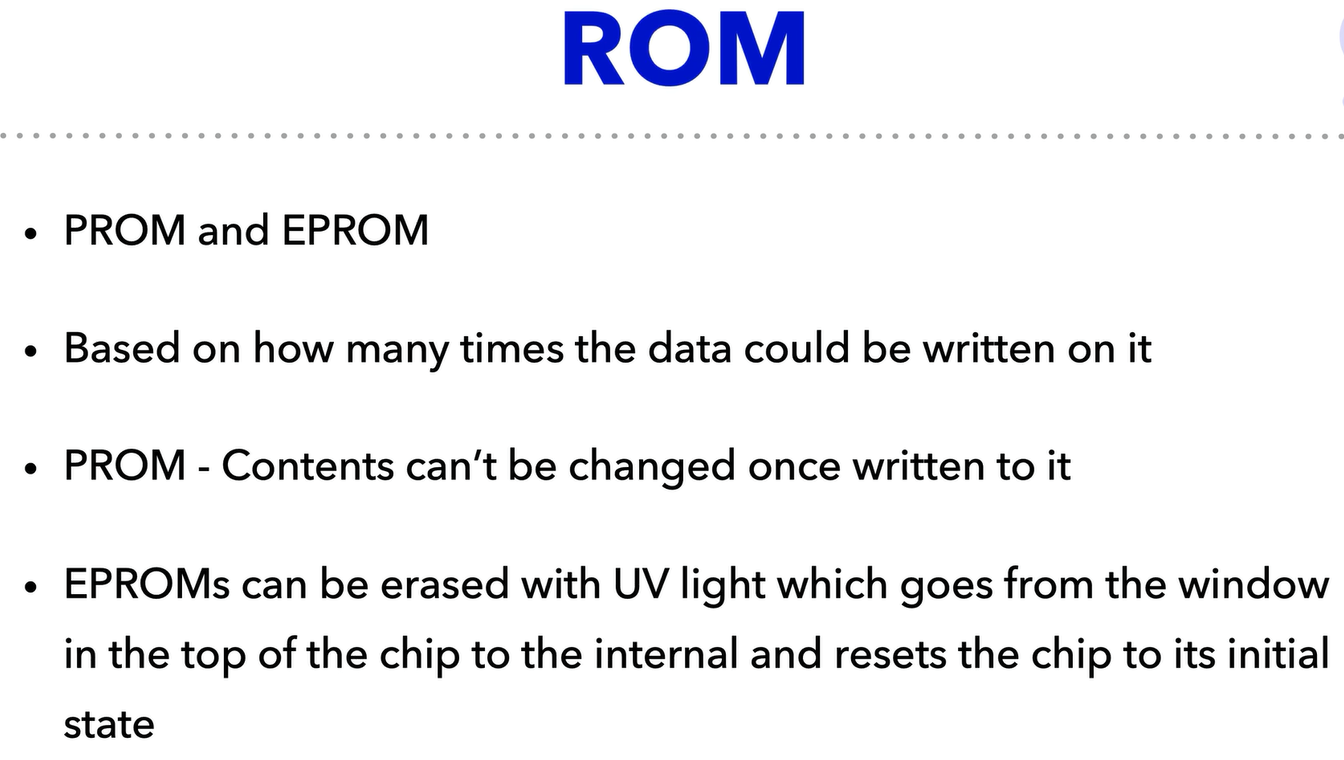 ROM
• PROM and EPROM
• Based on how many times the data could be written on it
• PROM - Contents can’t be changed once written to it
• EPROMs can be erased with UV light which goes from the window
in the top of the chip to the internal and resets the chip to its initial
state